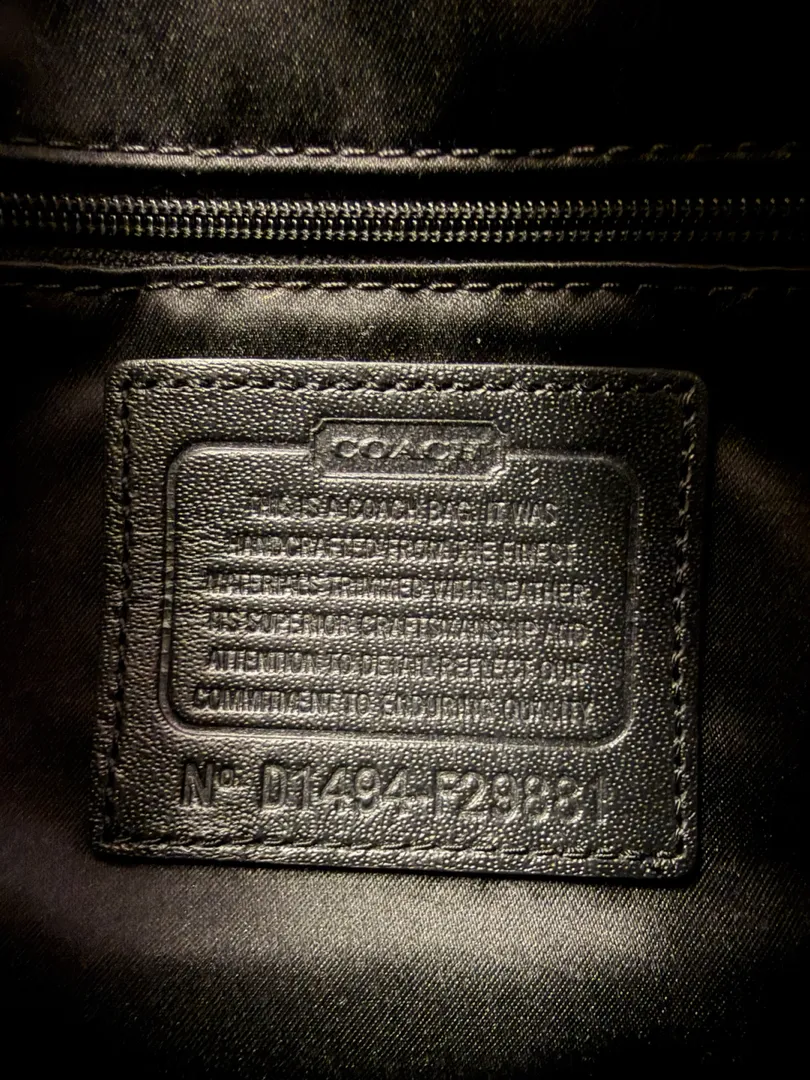 COACH
THIS IS A COACH BAG. IT WAS
HANDCRAFTED FROM THE FINEST
MATERIALS TRIMMED WITH LEATHER.
ITS SUPERIOR CRAFTSMANSHIP AND
ATTENTION TO DETAIL REFLECT OUR
COMMITMENT TO ENDURING QUALITY.
Nº D1494-F29881